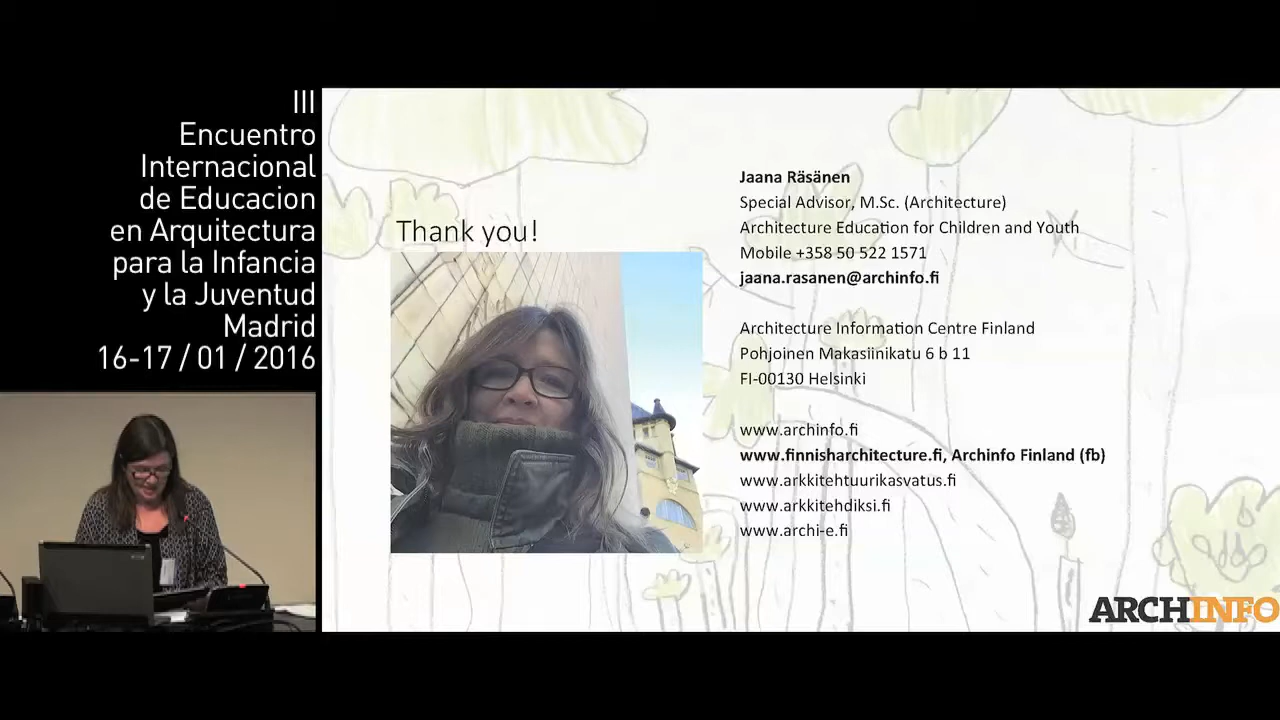 III
Encuentro
Internacional
de Educacion
en Arquitectura
para la Infancia
y la Juventud
Madrid
16-17 / 01 / 2016
Thank you!
Jaana Räsänen
Special Advisor, M.Sc. (Architecture)
Architecture Education for Children and Youth
Mobile +358 50 522 1571
jaana.rasanen@archinfo.fi
Architecture Information Centre Finland
Pohjoinen Makasiinikatu 6 b 11
FI-00130 Helsinki
www.archinfo.fi
www.finnisharchitecture.fi, Archinfo Finland (fb)
www.arkkitehtuurikasvatus.fi
www.arkkitehdiksi.fi
www.archi-e.fi
ARCHINFO